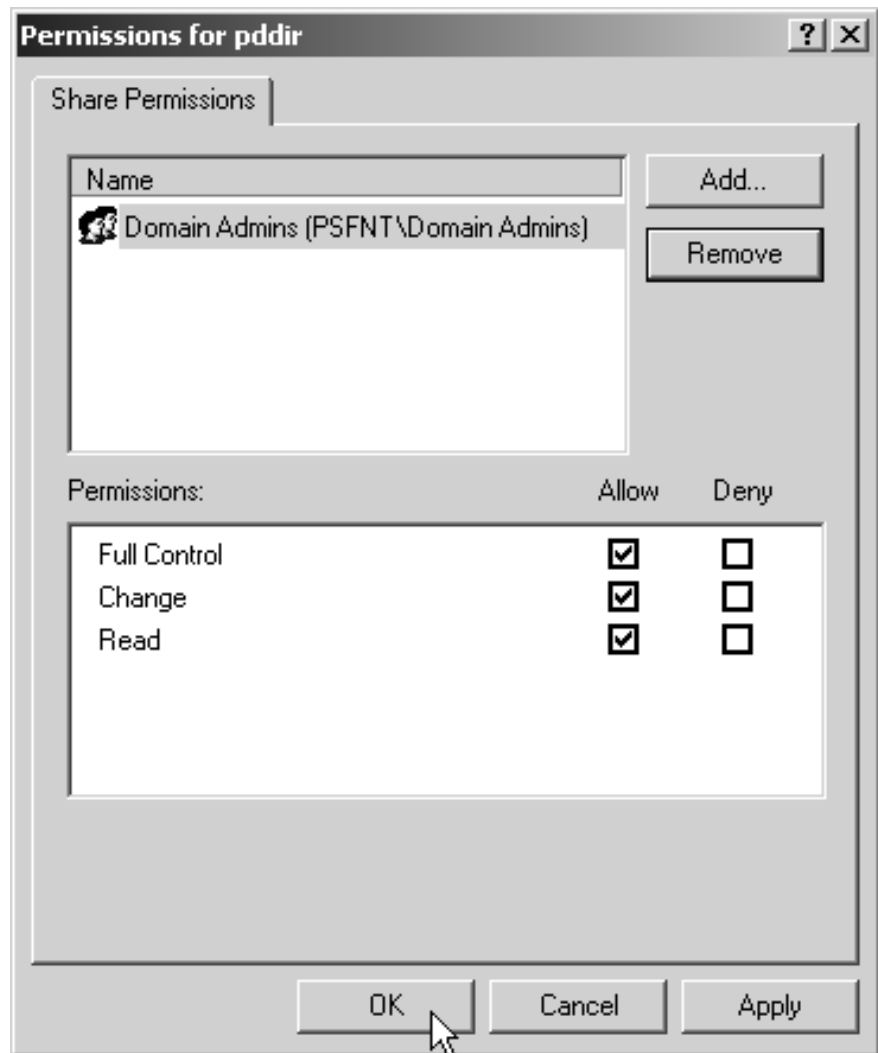 Permissions for pddir
Share Permissions
Name
Add...
Domain Admins (PSFNT\Domain Admins)
Remove
Permissions:
Allow
Deny
Full Control
Change
Read
OK
Cancel
Apply